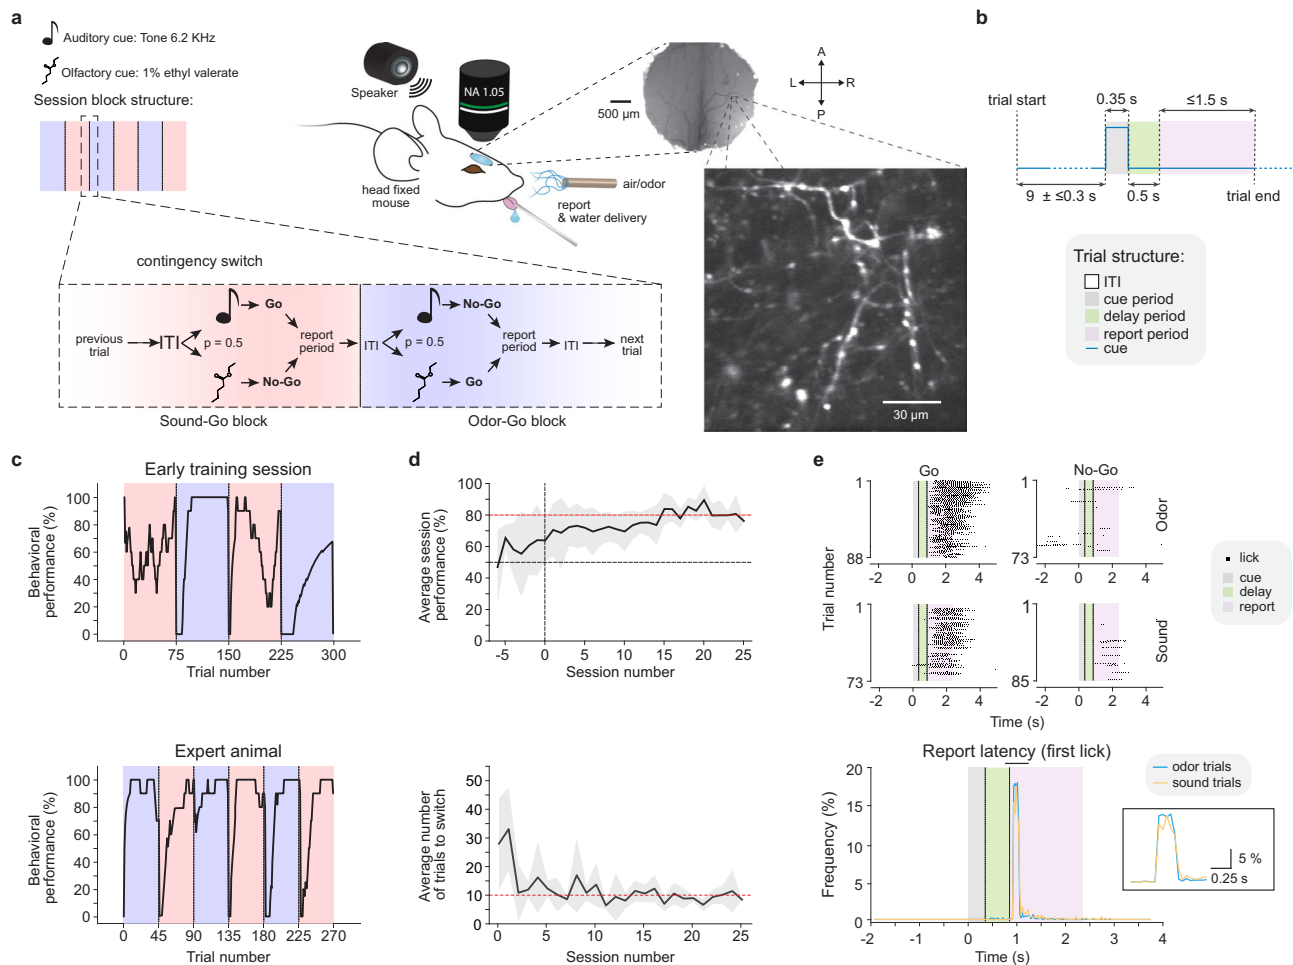 a
Auditory cue: Tone 6.2 KHz
Olfactory cue: 1% ethyl valerate
Session block structure:
Speaker
NA 1.05
head fixed
mouse
air/odor
report
& water delivery
500 µm
A
L
R
P
30 µm
contingency switch
previous
trial
ITI
p = 0.5
Go
No-Go
report
period
ITI
p = 0.5
No-Go
Go
report
period
ITI
next
trial
Sound-Go block
Odor-Go block
b
trial start
0.35 s
≤1.5 s
9 ± ≤0.3 s
0.5 s
trial end
Trial structure:
ITI
cue period
delay period
report period
cue
c
Early training session
Behavioral
performance (%)
100
80
60
40
20
0
0 75 150 225 300
Trial number
Expert animal
Behavioral
performance (%)
100
80
60
40
20
0
0 45 90 135 180 225 270
Trial number
d
Average session
performance (%)
100
80
60
40
20
0
-5 0 5 10 15 20 25
Session number
Average number
of trials to switch
55
50
40
30
20
10
0
0 5 10 15 20 25
Session number
e
Go
No-Go
Trial number
1
88
-2 0 2 4
1
73
-2 0 2 4
Odor
1
73
-2 0 2 4
1
85
-2 0 2 4
Sound
Time (s)
lick
cue
delay
report
Report latency (first lick)
Frequency (%)
20
15
10
5
0
-2 -1 0 1 2 3 4
Time (s)
odor trials
sound trials
5 %
0.25 s